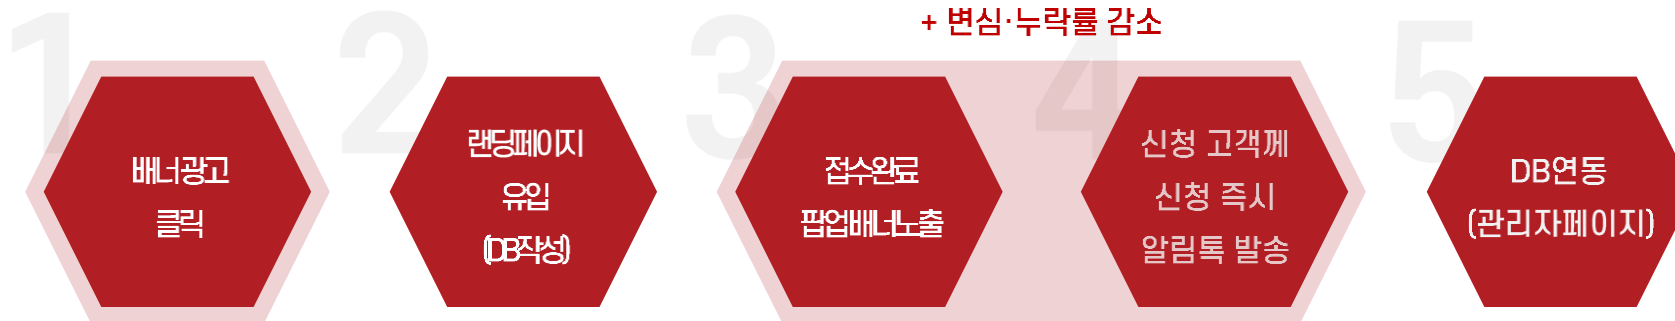 + 변심·누락률 감소
1
배너광고
클릭
2
랜딩페이지
유입
(DB작성)
3
접수완료
팝업배너노출
4
신청 고객께
신청 즉시
알림톡 발송
5
DB연동
(관리자페이지)